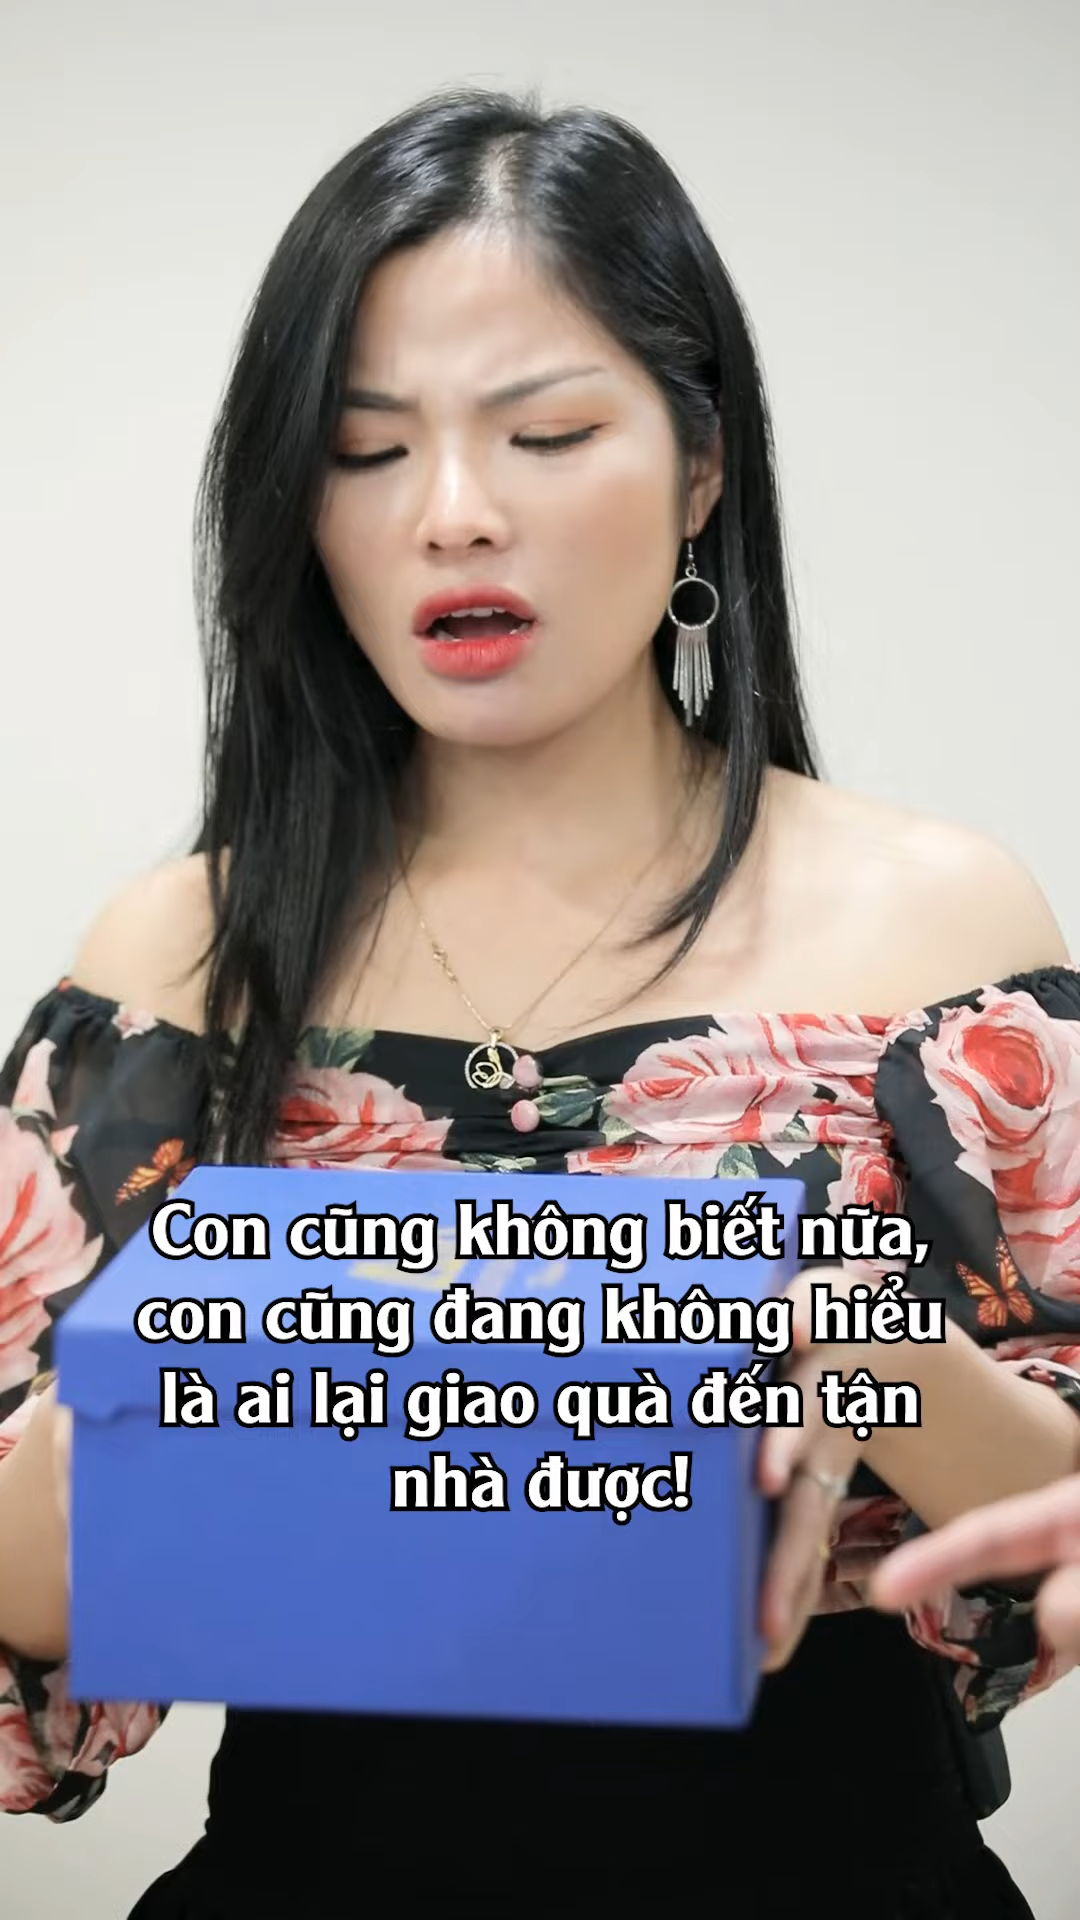 Con cũng không biết nữa,
con cũng đang không hiểu
là ai lại giao quà đến tận
nhà được!